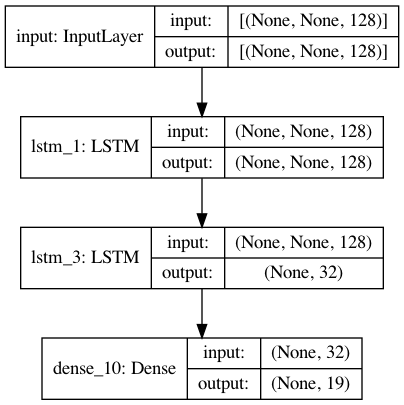 input: InputLayer input: [(None, None, 128)]
output: [(None, None, 128)]
lstm_1: LSTM input: (None, None, 128)
output: (None, None, 128)
lstm_3: LSTM input: (None, None, 128)
output: (None, 32)
dense_10: Dense input: (None, 32)
output: (None, 19)